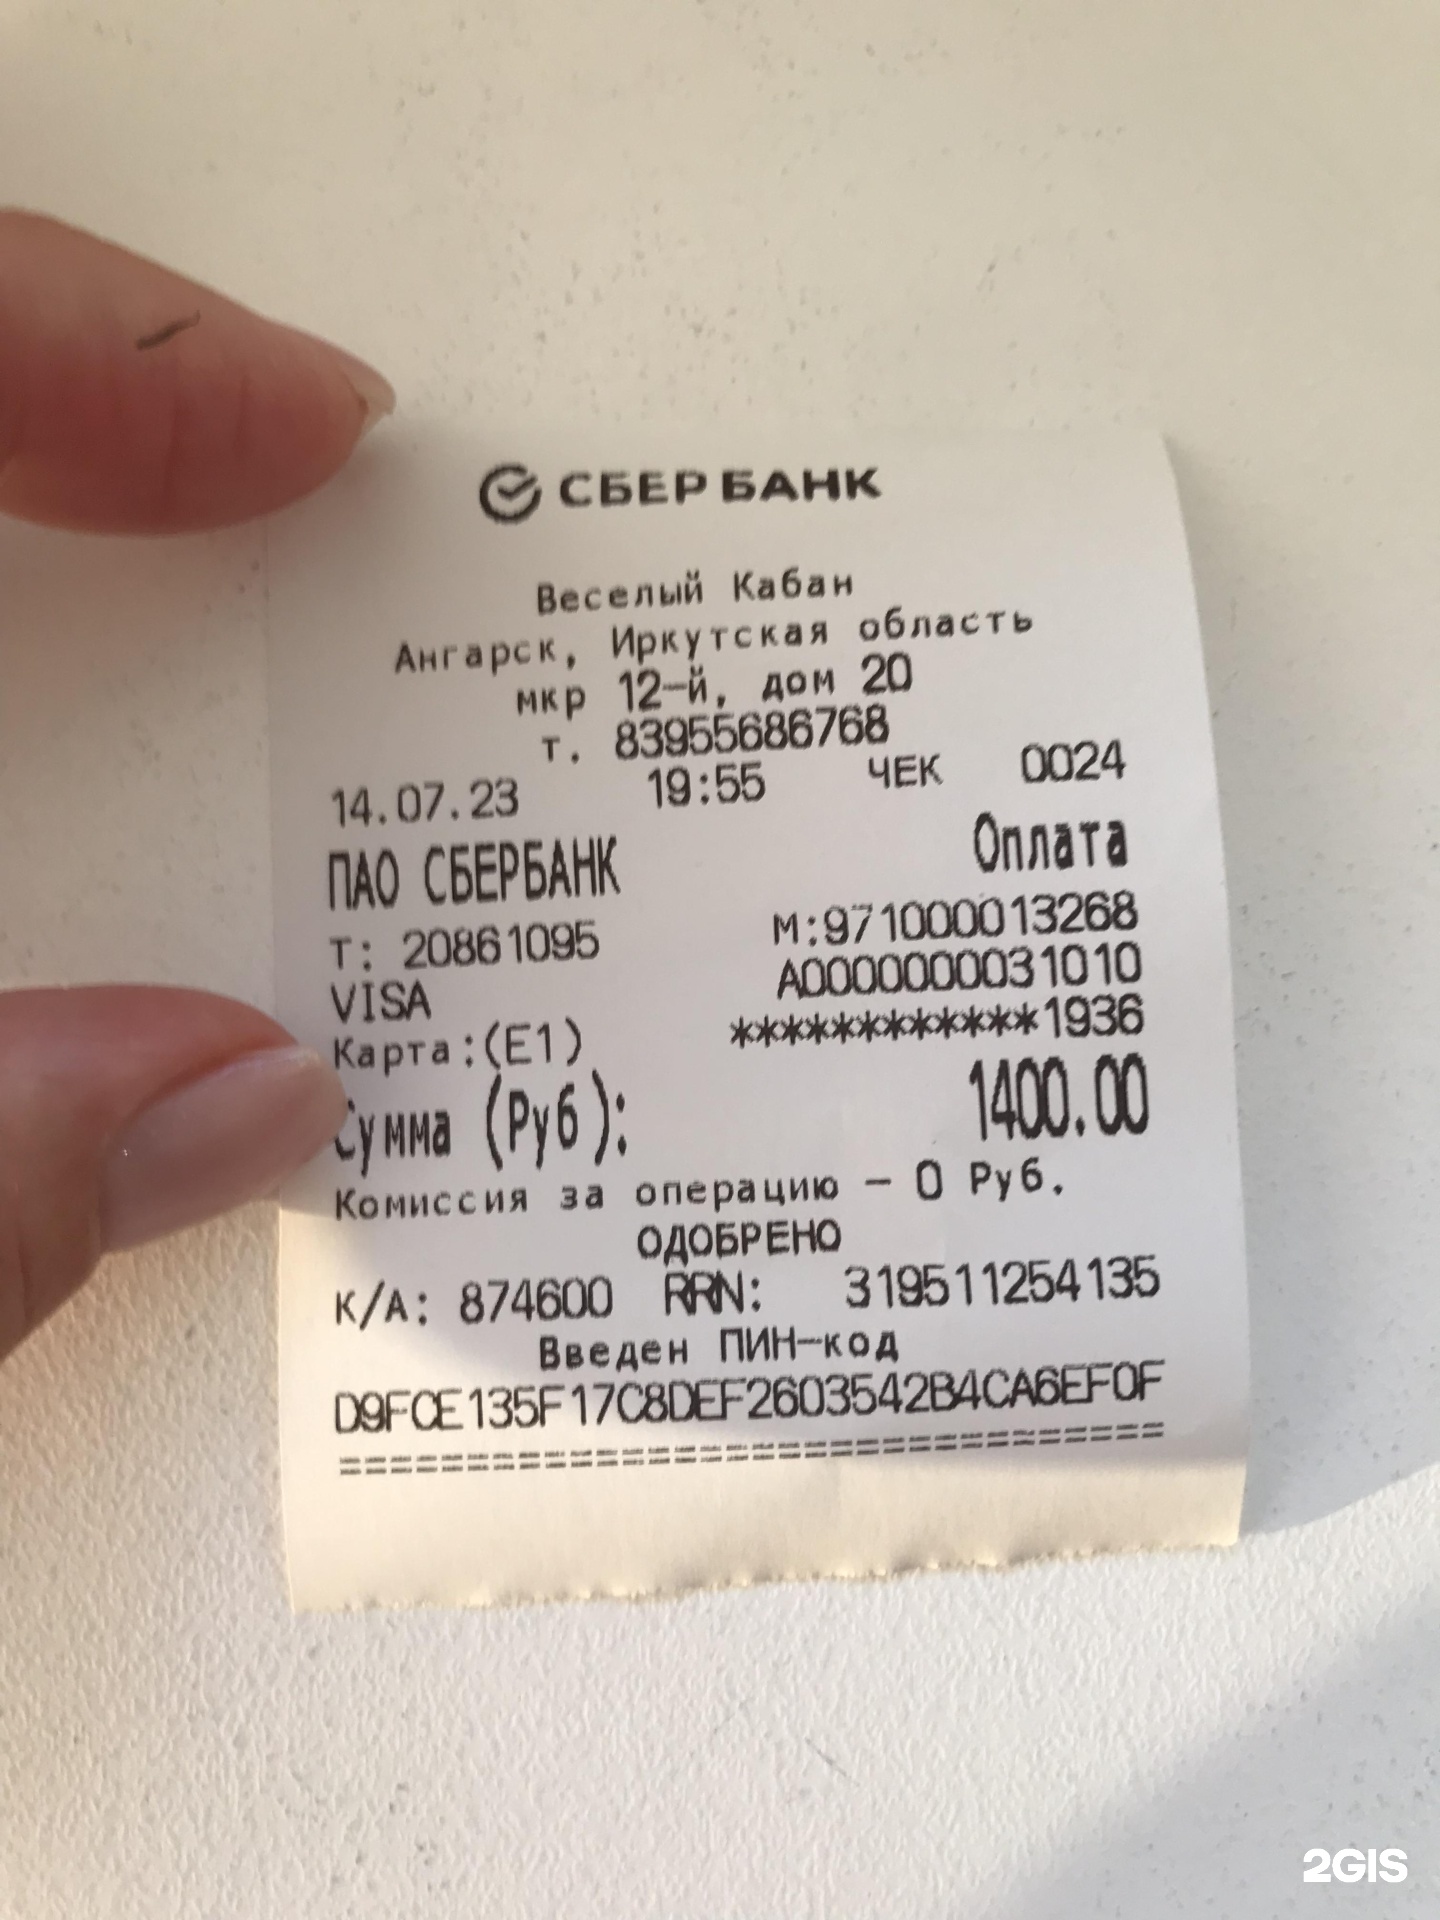 СБЕР БАНК
Веселый Кабан
Ангарск, Иркутская область
мкр 12-й, дом 20
т. 83955686768
14.07.23 19:55 ЧЕК 0024
ПАО СБЕРБАНК Оплата
Т: 20861095 М:971000013268
VISA A0000000031010
Карта:(E1) ************1936
Сумма (Руб): 1400.00
Комиссия за операцию – 0 Руб.
ОДОБРЕНО
К/А: 874600 RRN: 319511254135
Введен ПИН-код
D9FCE135F17C8DEF2603542B4CA6EF0F
================================
2GIS